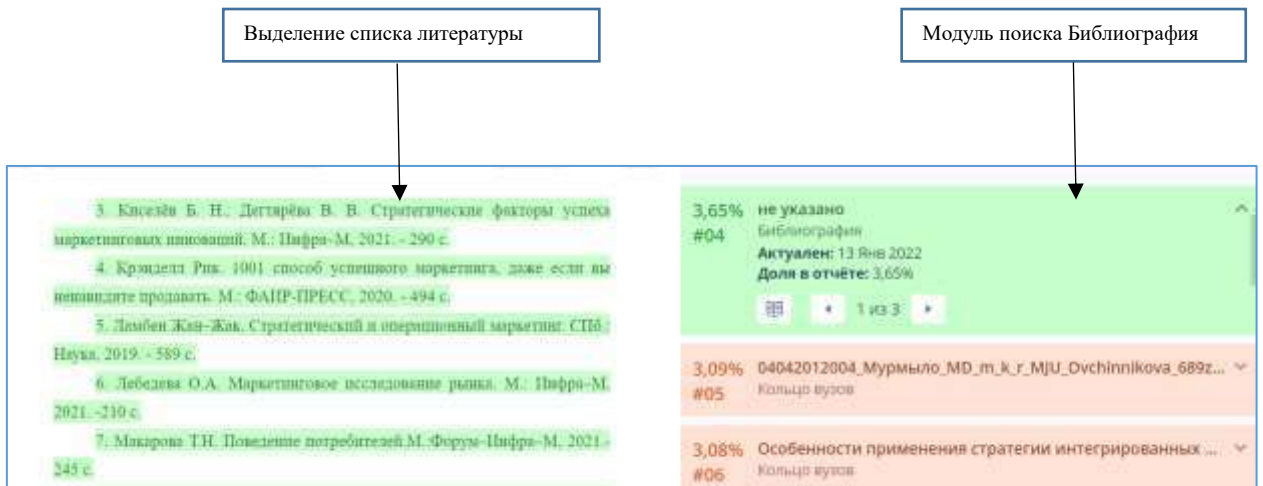 Выделение списка литературы
Модуль поиска Библиография
3. Киселёв Б. Н.; Дегтярёва В. В. Стратегические факторы успеха
маркетинговых инноваций. М.: Инфра–М, 2021. - 290 с.
4. Крэнделл Рик. 1001 способ успешного маркетинга, даже если вы
ненавидите продавать. М.: ФАИР-ПРЕСС, 2020. - 494 с.
5. Ламбен Жан–Жак. Стратегический и операционный маркетинг. СПб.:
Наука, 2019. - 589 с.
6. Лебедева О.А. Маркетинговое исследование рынка. М.: Инфра–М,
2021. -210 с.
7. Макарова Т.Н. Поведение потребителей.М.:Форум–Инфра–М, 2021.-
245 с.
3,65% не указано
#04 Библиография
Актуален: 13 Янв 2022
Доля в отчёте: 3,65%
1 из 3
3,09% 04042012004_Мурмыло_MD_m_k_r_MJU_Ovchinnikova_689z...
#05 Кольцо вузов
3,08% Особенности применения стратегии интегрированных ...
#06 Кольцо вузов